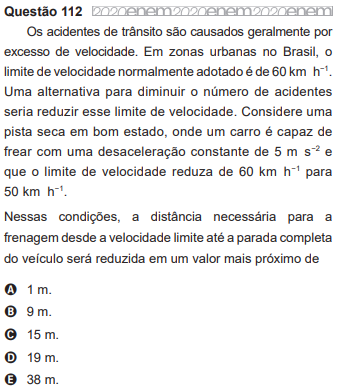 Questão 112 2020enem2020enem2020enem
Os acidentes de trânsito são causados geralmente por
excesso de velocidade. Em zonas urbanas no Brasil, o
limite de velocidade normalmente adotado é de 60 km h⁻¹.
Uma alternativa para diminuir o número de acidentes
seria reduzir esse limite de velocidade. Considere uma
pista seca em bom estado, onde um carro é capaz de
frear com uma desaceleração constante de 5 m s⁻² e
que o limite de velocidade reduza de 60 km h⁻¹ para
50 km h⁻¹.
Nessas condições, a distância necessária para a
frenagem desde a velocidade limite até a parada completa
do veículo será reduzida em um valor mais próximo de
A 1 m.
B 9 m.
C 15 m.
D 19 m.
E 38 m.